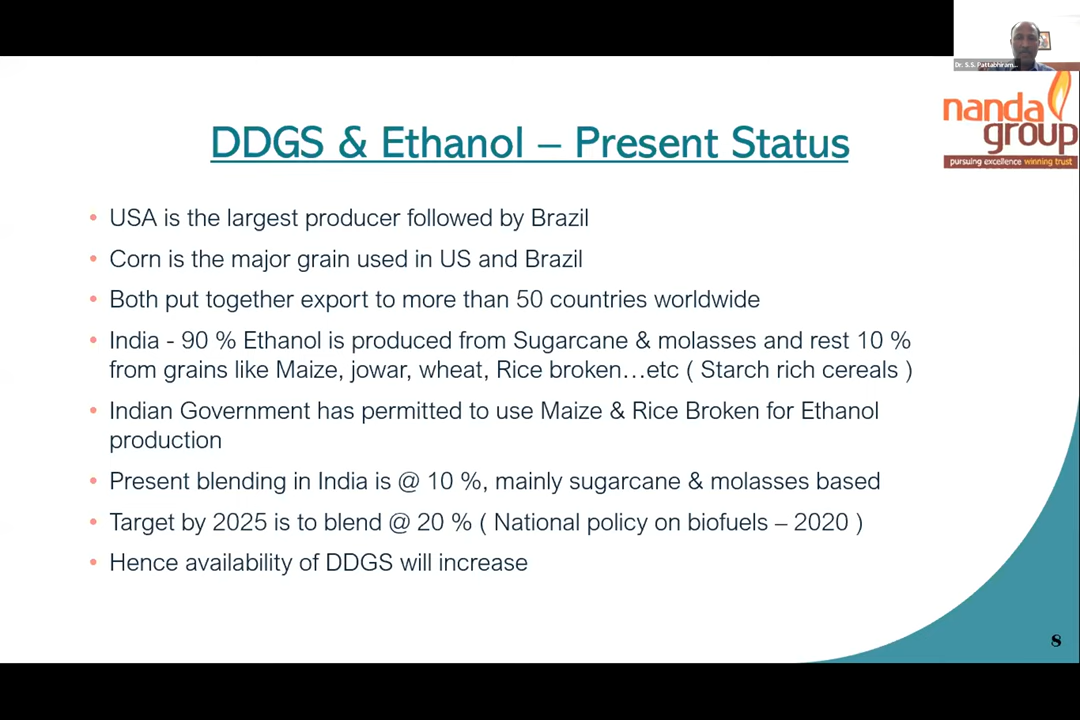 Dr. S.S. Pattabhiram...
nanda
group
pursuing excellence winning trust
DDGS & Ethanol – Present Status
• USA is the largest producer followed by Brazil
• Corn is the major grain used in US and Brazil
• Both put together export to more than 50 countries worldwide
• India - 90 % Ethanol is produced from Sugarcane & molasses and rest 10 %
from grains like Maize, jowar, wheat, Rice broken...etc ( Starch rich cereals )
• Indian Government has permitted to use Maize & Rice Broken for Ethanol
production
• Present blending in India is @ 10 %, mainly sugarcane & molasses based
• Target by 2025 is to blend @ 20 % ( National policy on biofuels – 2020 )
• Hence availability of DDGS will increase
8